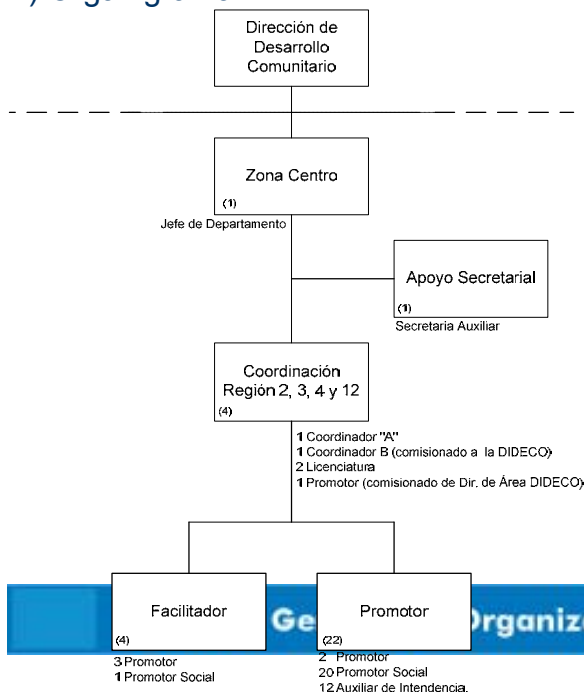 Dirección de
Desarrollo
Comunitario
Zona Centro
(1)
Jefe de Departamento
Apoyo Secretarial
(1)
Secretaria Auxiliar
Coordinación
Región 2, 3, 4 y 12
(4)
1 Coordinador "A"
1 Coordinador B (comisionado a la DIDECO)
2 Licenciatura
1 Promotor (comisionado de Dir. de Área DIDECO)
Facilitador
(4)
3 Promotor
1 Promotor Social
Ge
Promotor
(22)
rganiz
2 Promotor
20 Promotor Social
12 Auxiliar de Intendencia.